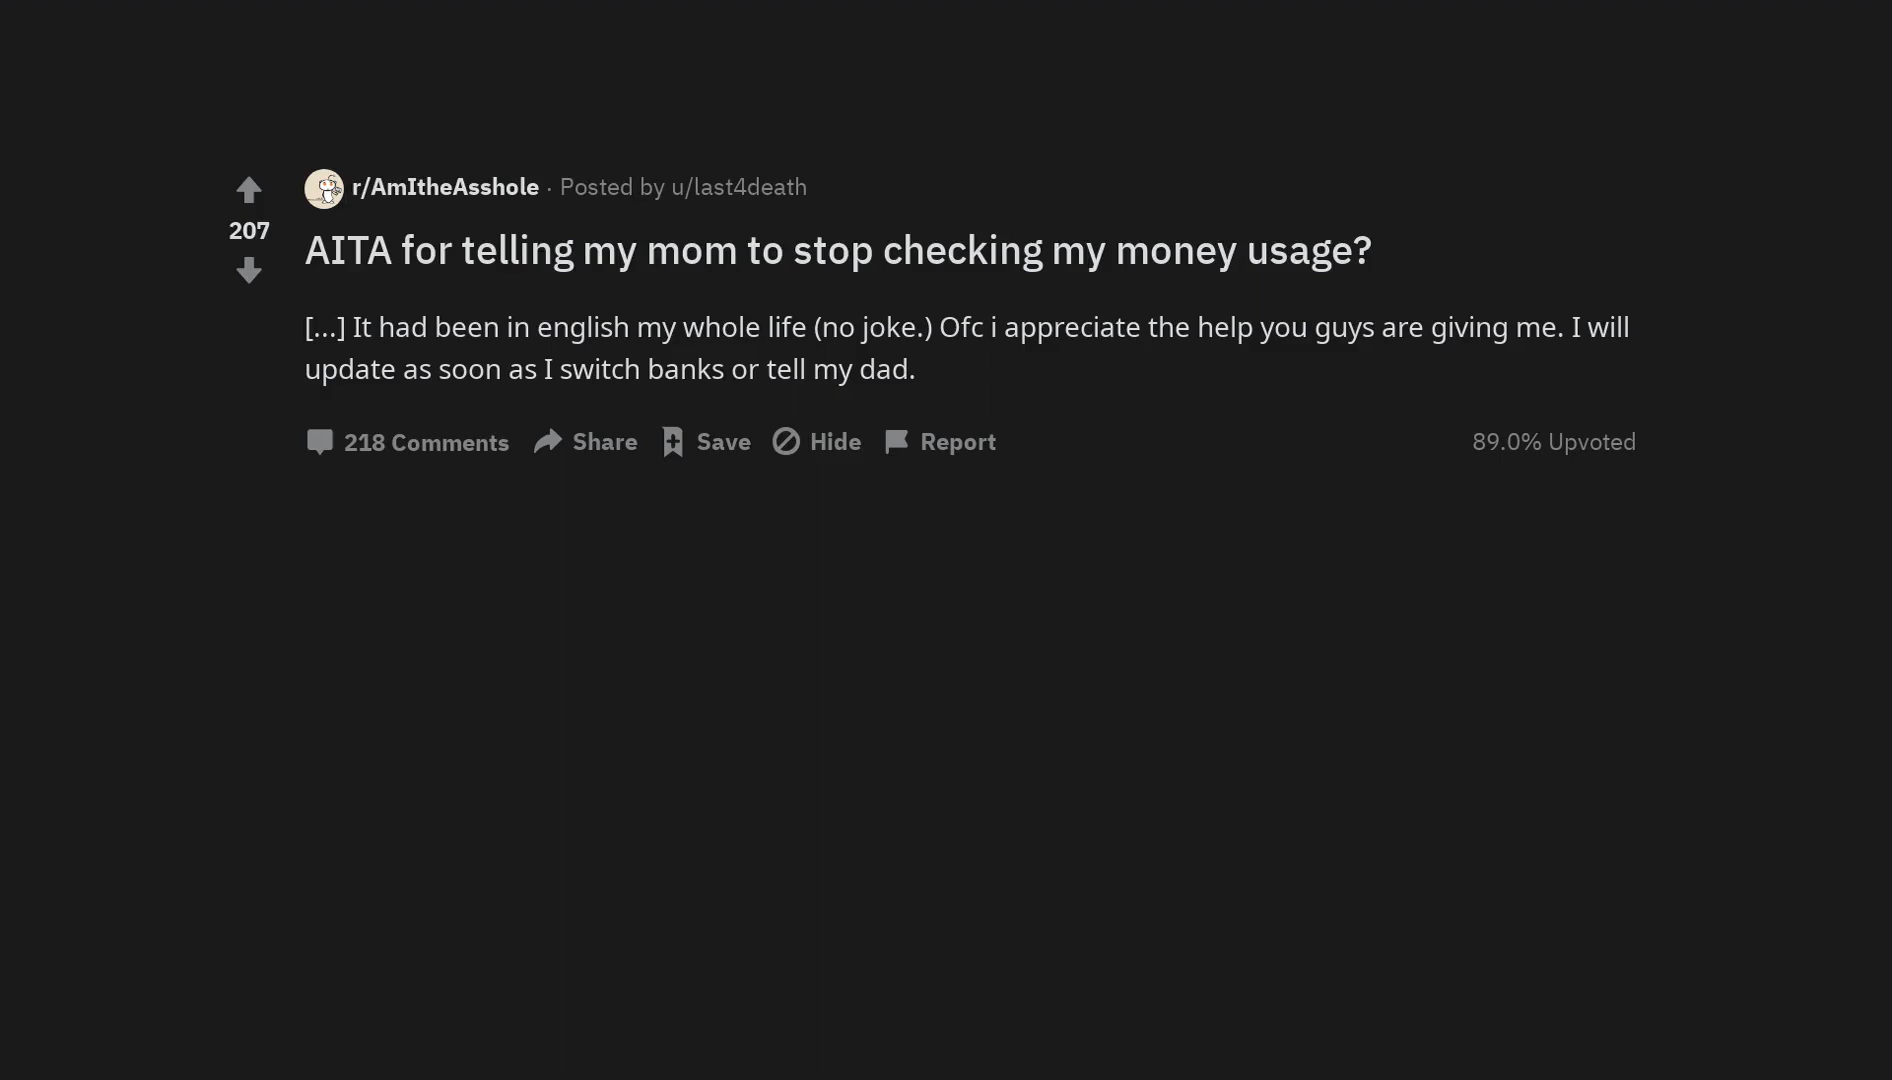 r/AmItheAsshole · Posted by u/last4death
207
AITA for telling my mom to stop checking my money usage?
[...] It had been in english my whole life (no joke.) Ofc i appreciate the help you guys are giving me. I will
update as soon as I switch banks or tell my dad.
218 Comments Share Save Hide Report 89.0% Upvoted